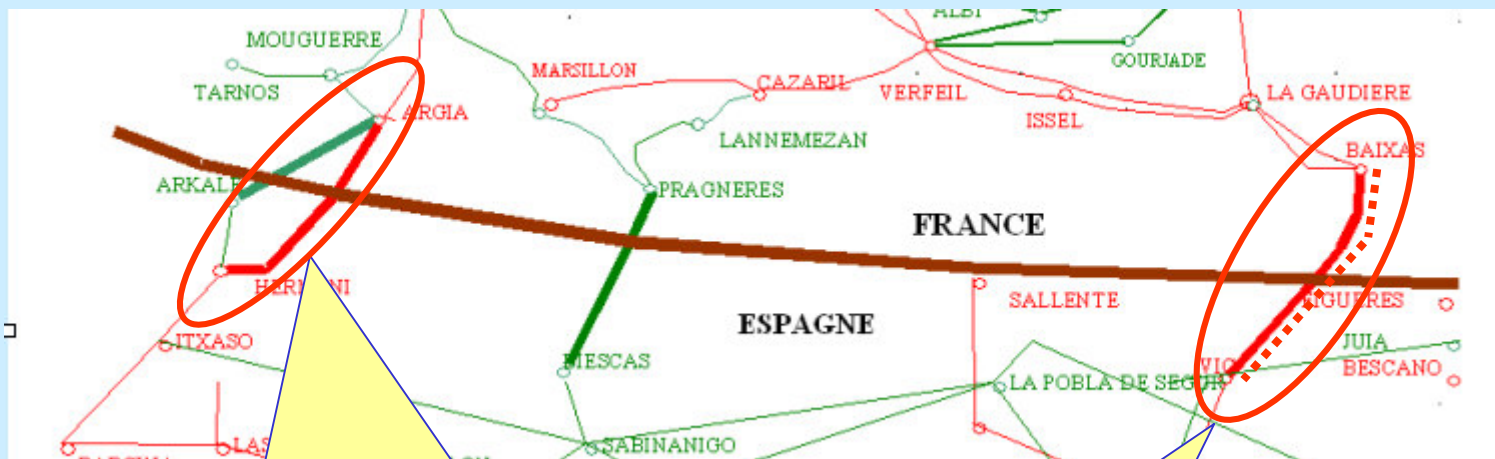 ALBI
MOUGUERRE
GOURJADE
MARSILLON
CAZARIL
TARNOS
VERFEIL
LA GAUDIERE
ARGIA
ISSEL
LANNEMEZAN
BAIXAS
ARKALE
PRAGNERES
FRANCE
HERNANI
SALLENTE
FIGUERES
ESPAGNE
ITXASO
JUIA
BIESCAS
VIC
BESCANO
LA POBLA DE SEGUR
SABINANIGO